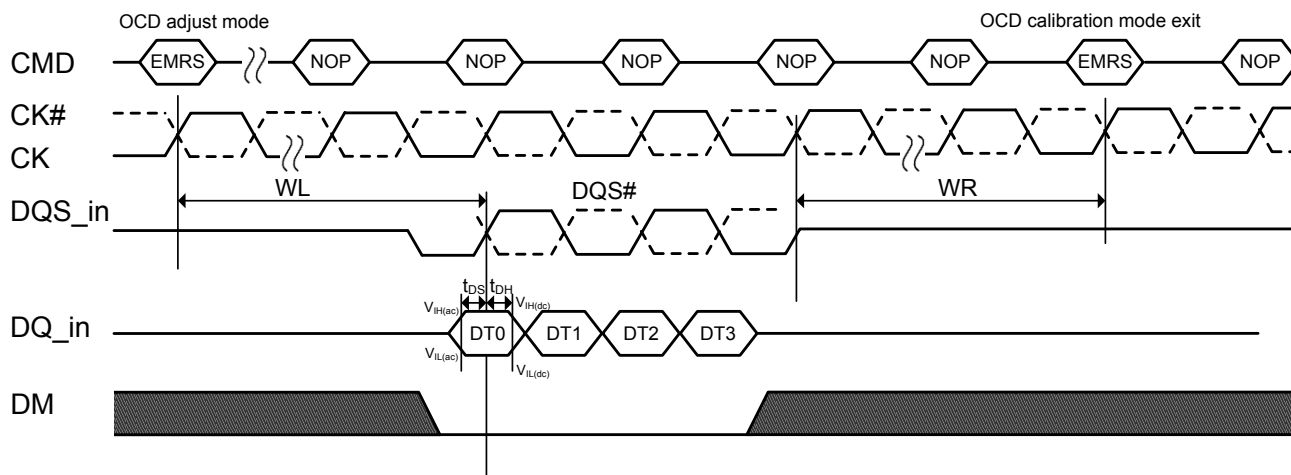 OCD adjust mode OCD calibration mode exit
CMD EMRS NOP NOP NOP NOP NOP EMRS NOP
CK#
CK
WL DQS# WR
DQS_in
tDS tDH
VIH(ac) VIH(dc)
DQ_in DT0 DT1 DT2 DT3
VIL(ac)
VIL(dc)
DM